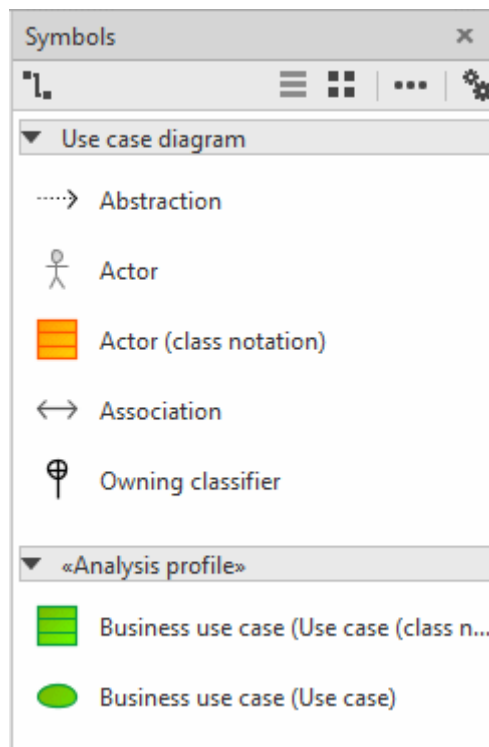 Symbols
Use case diagram
Abstraction
Actor
Actor (class notation)
Association
Owning classifier
«Analysis profile»
Business use case (Use case (class n...
Business use case (Use case)